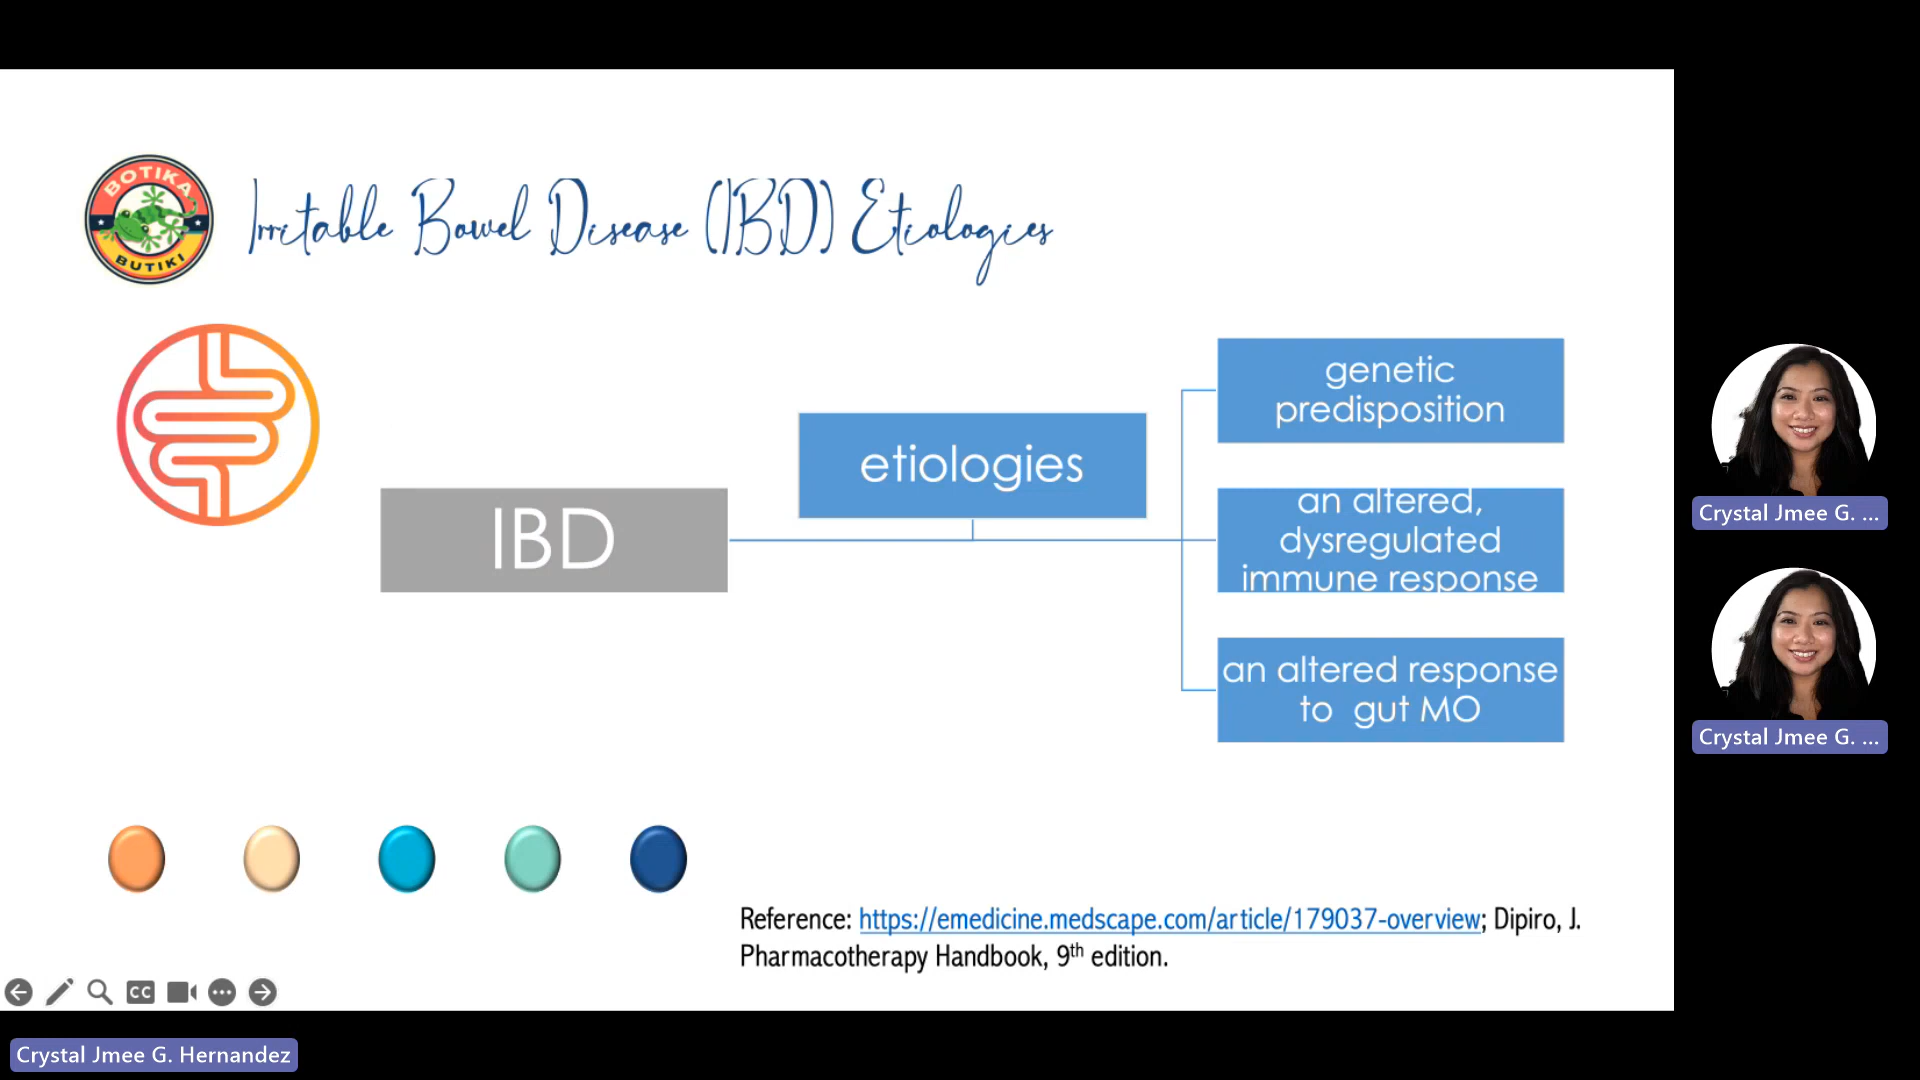 BOTIKA
BUTIKI
Irritable Bowel Disease (IBD) Etiologies
IBD
etiologies
genetic
predisposition
an altered,
dysregulated
immune response
an altered response
to gut MO
Reference: https://emedicine.medscape.com/article/179037-overview; Dipiro, J.
Pharmacotherapy Handbook, 9th edition.
CC
Crystal Jmee G. ...
Crystal Jmee G. ...
Crystal Jmee G. Hernandez